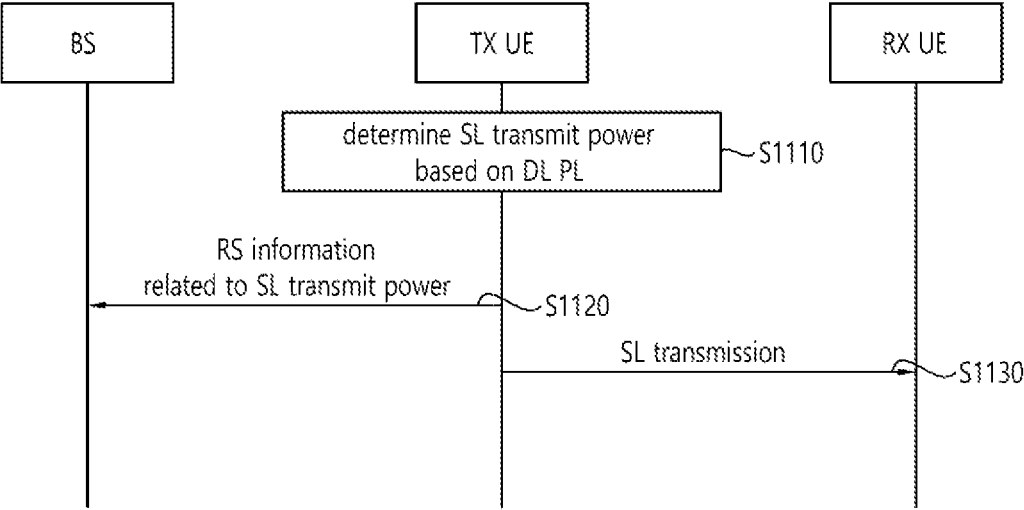 BS
TX UE
RX UE
determine SL transmit power
based on DL PL
S1110
RS information
related to SL transmit power
S1120
SL transmission
S1130